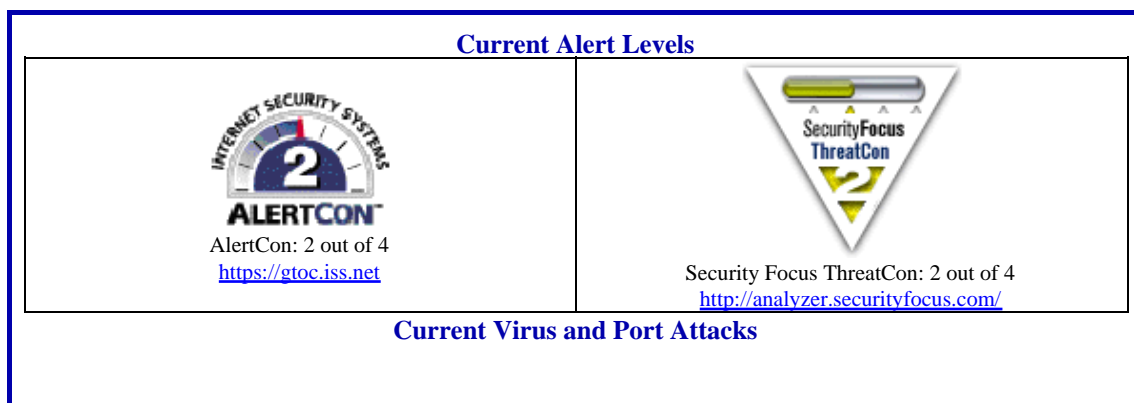 Current Alert Levels
INTERNET SECURITY SYSTEMS
2
ALERTCON™
AlertCon: 2 out of 4
https://gtoc.iss.net
SecurityFocus
ThreatCon
2
Security Focus ThreatCon: 2 out of 4
http://analyzer.securityfocus.com/
Current Virus and Port Attacks